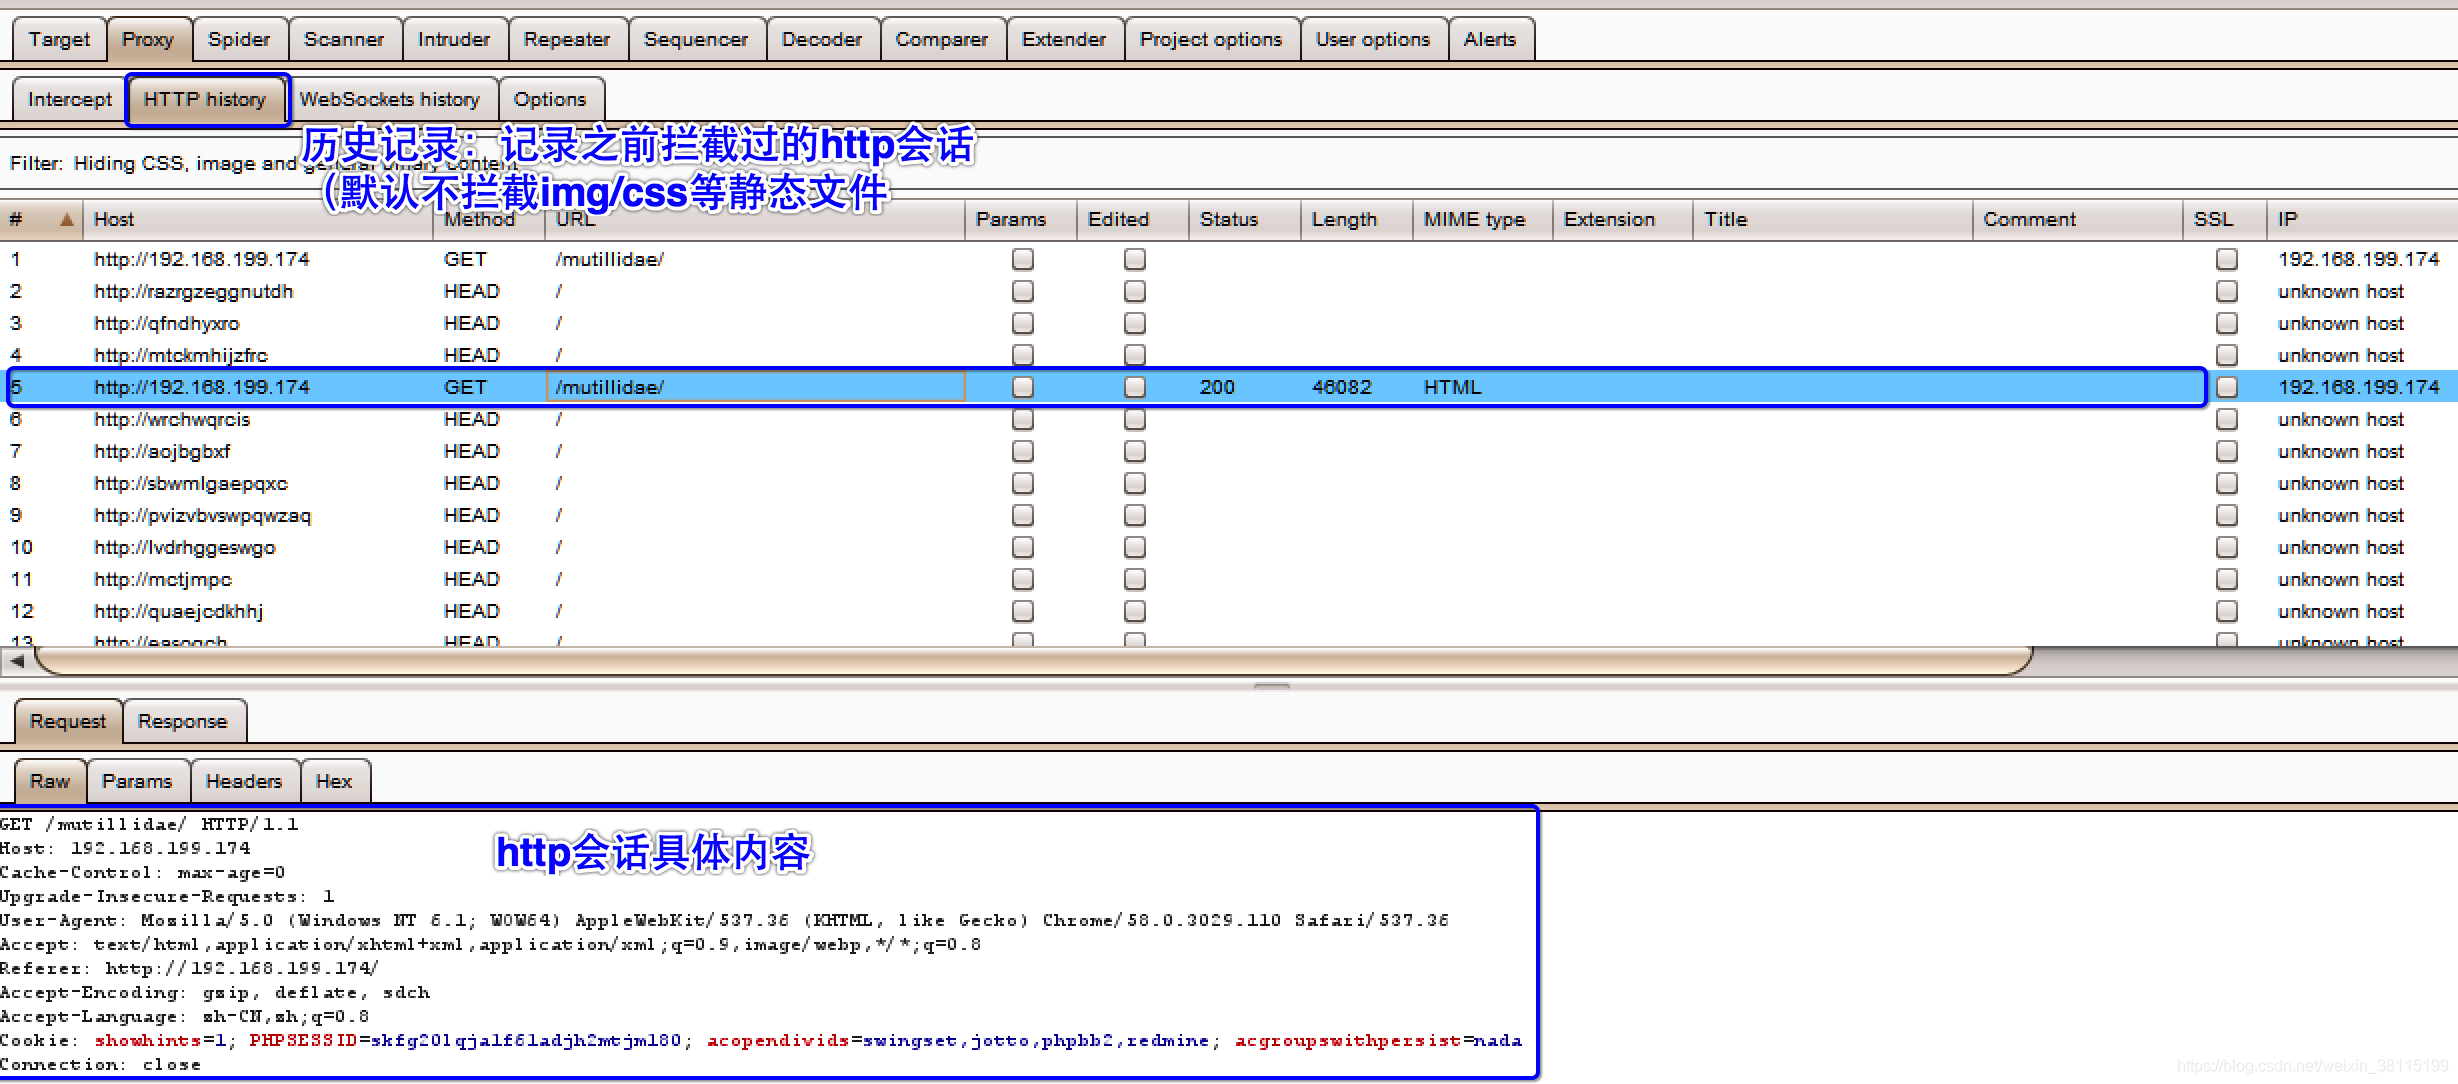 Target Proxy Spider Scanner Intruder Repeater Sequencer Decoder Comparer Extender Project options User options Alerts
Intercept HTTP history WebSockets history Options
历史记录：记录之前拦截过的http会话
Filter: Hiding CSS, image and general binary content
（默认不拦截img/css等静态文件
# Host Method URL Params Edited Status Length MIME type Extension Title Comment SSL IP
1 http://192.168.199.174 GET /mutillidae/ 192.168.199.174
2 http://razrgzeggnutdh HEAD / unknown host
3 http://qfndhyxro HEAD / unknown host
4 http://mtckmhijzfrc HEAD / unknown host
5 http://192.168.199.174 GET /mutillidae/ 200 46082 HTML 192.168.199.174
6 http://wrchwqrcis HEAD / unknown host
7 http://aojbgbxf HEAD / unknown host
8 http://sbwmlgaepqxc HEAD / unknown host
9 http://pvizvbvswpqwzaq HEAD / unknown host
10 http://lvdrhggeswgo HEAD / unknown host
11 http://mctjmpc HEAD / unknown host
12 http://quaejcdkhhj HEAD / unknown host
13 HEAD / unknown host
Request Response
Raw Params Headers Hex
GET /mutillidae/ HTTP/1.1
http会话具体内容
Host: 192.168.199.174
Cache-Control: max-age=0
Upgrade-Insecure-Requests: 1
User-Agent: Mozilla/5.0 (Windows NT 6.1; WOW64) AppleWebKit/537.36 (KHTML, like Gecko) Chrome/58.0.3029.110 Safari/537.36
Accept: text/html,application/xhtml+xml,application/xml;q=0.9,image/webp,*/*;q=0.8
Referer: http://192.168.199.174/
Accept-Encoding: gzip, deflate, sdch
Accept-Language: zh-CN,zh;q=0.8
Cookie: showhints=1; PHPSESSID=skfg20lqja1f61adjh2mtjm180; acopendivids=swingset,jotto,phpbb2,redmine; acgroupswithpersist=nada
Connection: close
https://blog.csdn.net/weixin_38115199